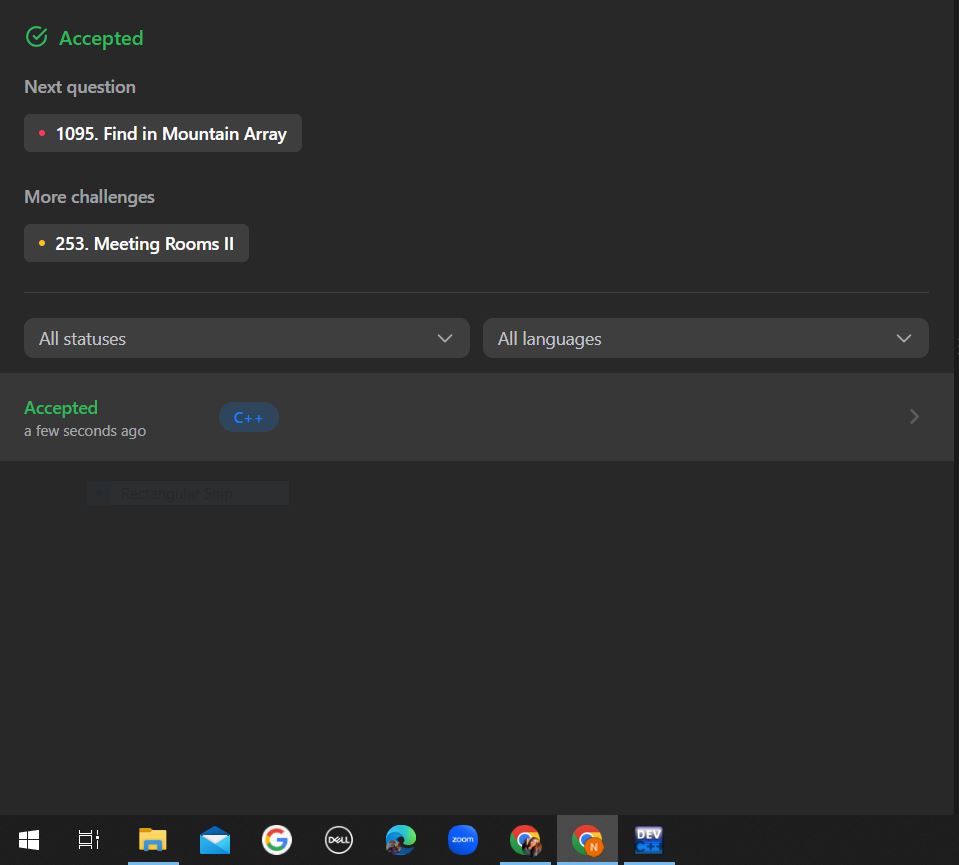 Accepted
Next question
• 1095. Find in Mountain Array
More challenges
• 253. Meeting Rooms II
All statuses
All languages
Accepted
C++
a few seconds ago
Rectangular Snip
DELL
zoom
N
DEV
C++